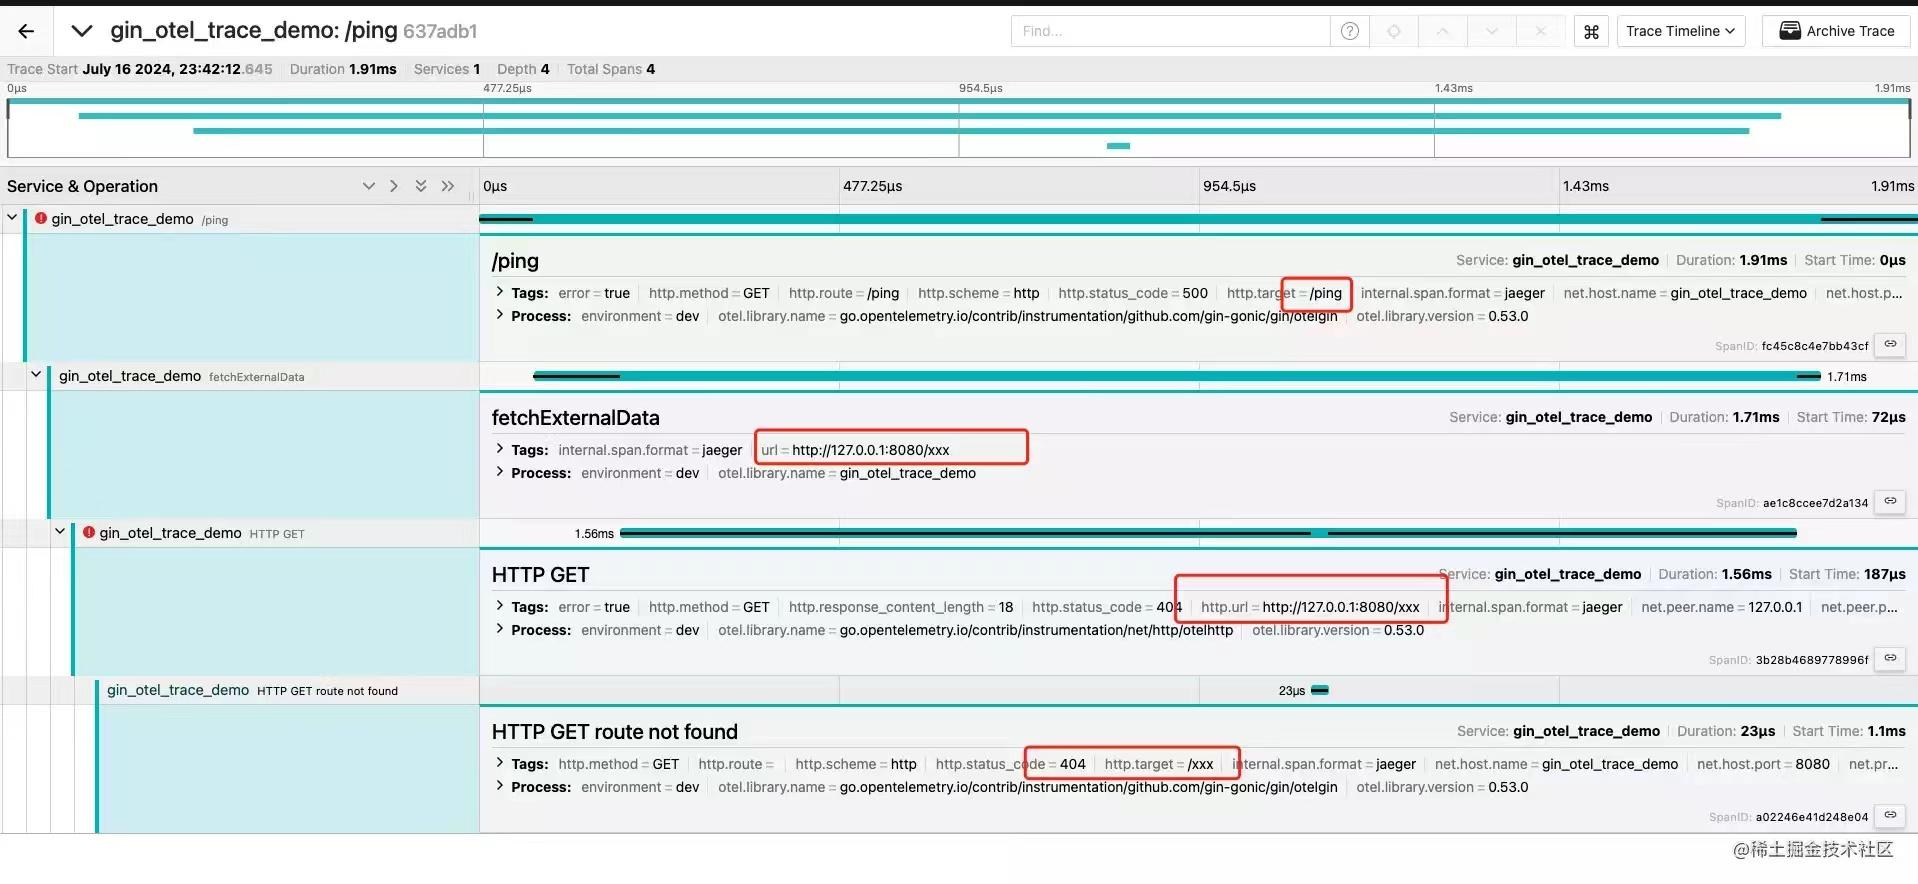 gin_otel_trace_demo: /ping 637adb1
Find...
Trace Timeline
Archive Trace
Trace Start July 16 2024, 23:42:12.645 Duration 1.91ms Services 1 Depth 4 Total Spans 4
0μs 477.25μs 954.5μs 1.43ms 1.91ms
Service & Operation 0μs 477.25μs 954.5μs 1.43ms 1.91ms
gin_otel_trace_demo /ping
/ping Service: gin_otel_trace_demo Duration: 1.91ms Start Time: 0μs
Tags: error = true http.method = GET http.route = /ping http.scheme = http http.status_code = 500 http.target = /ping internal.span.format = jaeger net.host.name = gin_otel_trace_demo net.host.p...
Process: environment = dev otel.library.name = go.opentelemetry.io/contrib/instrumentation/github.com/gin-gonic/gin/otelgin otel.library.version = 0.53.0
SpanID: fc45c8c4e7bb43cf
gin_otel_trace_demo fetchExternalData 1.71ms
fetchExternalData Service: gin_otel_trace_demo Duration: 1.71ms Start Time: 72μs
Tags: internal.span.format = jaeger url = http://127.0.0.1:8080/xxx
Process: environment = dev otel.library.name = gin_otel_trace_demo
SpanID: ae1c8ccee7d2a134
gin_otel_trace_demo HTTP GET 1.56ms
HTTP GET Service: gin_otel_trace_demo Duration: 1.56ms Start Time: 187μs
Tags: error = true http.method = GET http.response_content_length = 18 http.status_code = 404 http.url = http://127.0.0.1:8080/xxx internal.span.format = jaeger net.peer.name = 127.0.0.1 net.peer.p...
Process: environment = dev otel.library.name = go.opentelemetry.io/contrib/instrumentation/net/http/otelhttp otel.library.version = 0.53.0
SpanID: 3b28b4689778996f
gin_otel_trace_demo HTTP GET route not found 23μs
HTTP GET route not found Service: gin_otel_trace_demo Duration: 23μs Start Time: 1.1ms
Tags: http.method = GET http.route = http.scheme = http http.status_code = 404 http.target = /xxx internal.span.format = jaeger net.host.name = gin_otel_trace_demo net.host.port = 8080 net.pr...
Process: environment = dev otel.library.name = go.opentelemetry.io/contrib/instrumentation/github.com/gin-gonic/gin/otelgin otel.library.version = 0.53.0
SpanID: a02246e41d248e04
@稀土掘金技术社区